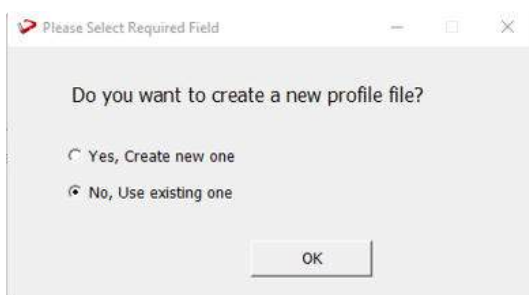 Please Select Required Field
Do you want to create a new profile file?
Yes, Create new one
No, Use existing one
OK